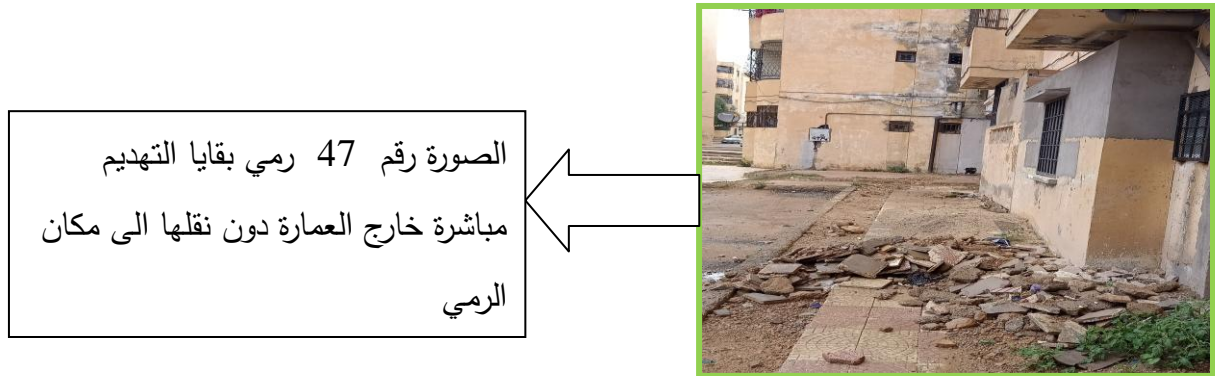 الصورة رقم 47 رمي بقايا التهديم
مباشرة خارج العمارة دون نقلها الى مكان
الرمي